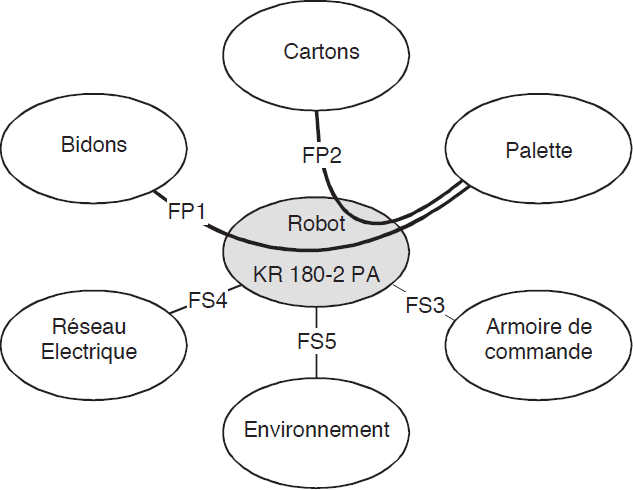 Cartons
Bidons
Palette
FP2
FP1
Robot
KR 180-2 PA
FS4
FS3
FS5
Réseau
Electrique
Armoire de
commande
Environnement